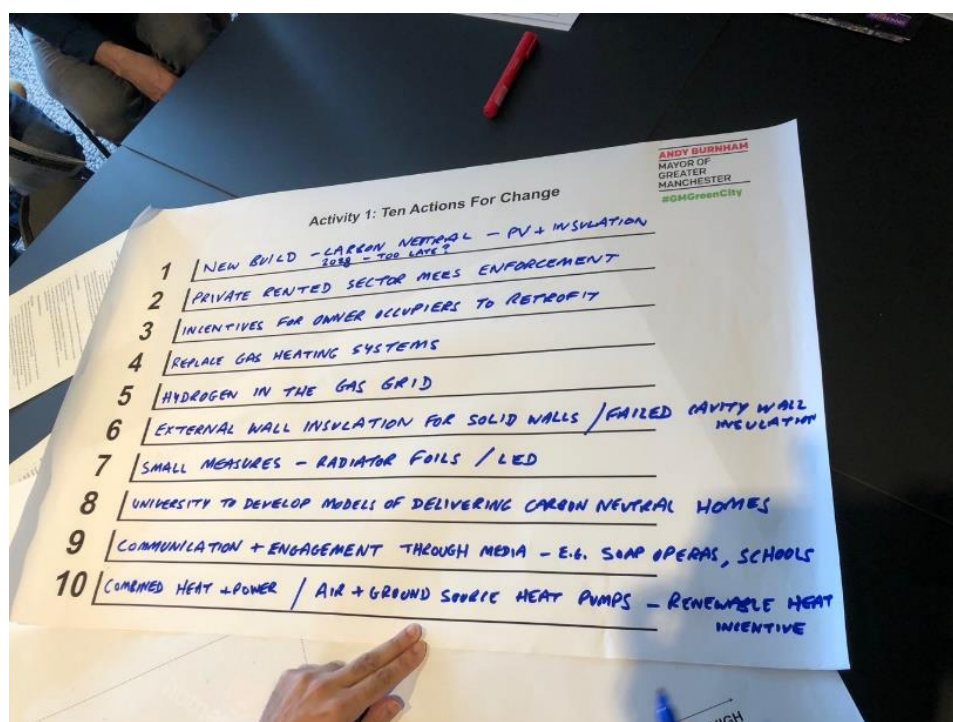 ANDY BURNHAM
MAYOR OF
GREATER
MANCHESTER
#GMGreenCity
Activity 1: Ten Actions For Change
1 NEW BUILD - CARBON NEUTRAL - PV + INSULATION
2028 - TOO LATE?
2 PRIVATE RENTED SECTOR MEES ENFORCEMENT
3 INCENTIVES FOR OWNER OCCUPIERS TO RETROFIT
4 REPLACE GAS HEATING SYSTEMS
5 HYDROGEN IN THE GAS GRID
6 EXTERNAL WALL INSULATION FOR SOLID WALLS / FAILED CAVITY WALL
INSULATION
7 SMALL MEASURES - RADIATOR FOILS / LED
8 UNIVERSITY TO DEVELOP MODELS OF DELIVERING CARBON NEUTRAL HOMES
9 COMMUNICATION + ENGAGEMENT THROUGH MEDIA - E.G. SOAP OPERAS, SCHOOLS
10 COMBINED HEAT + POWER / AIR + GROUND SOURCE HEAT PUMPS - RENEWABLE HEAT
INCENTIVE